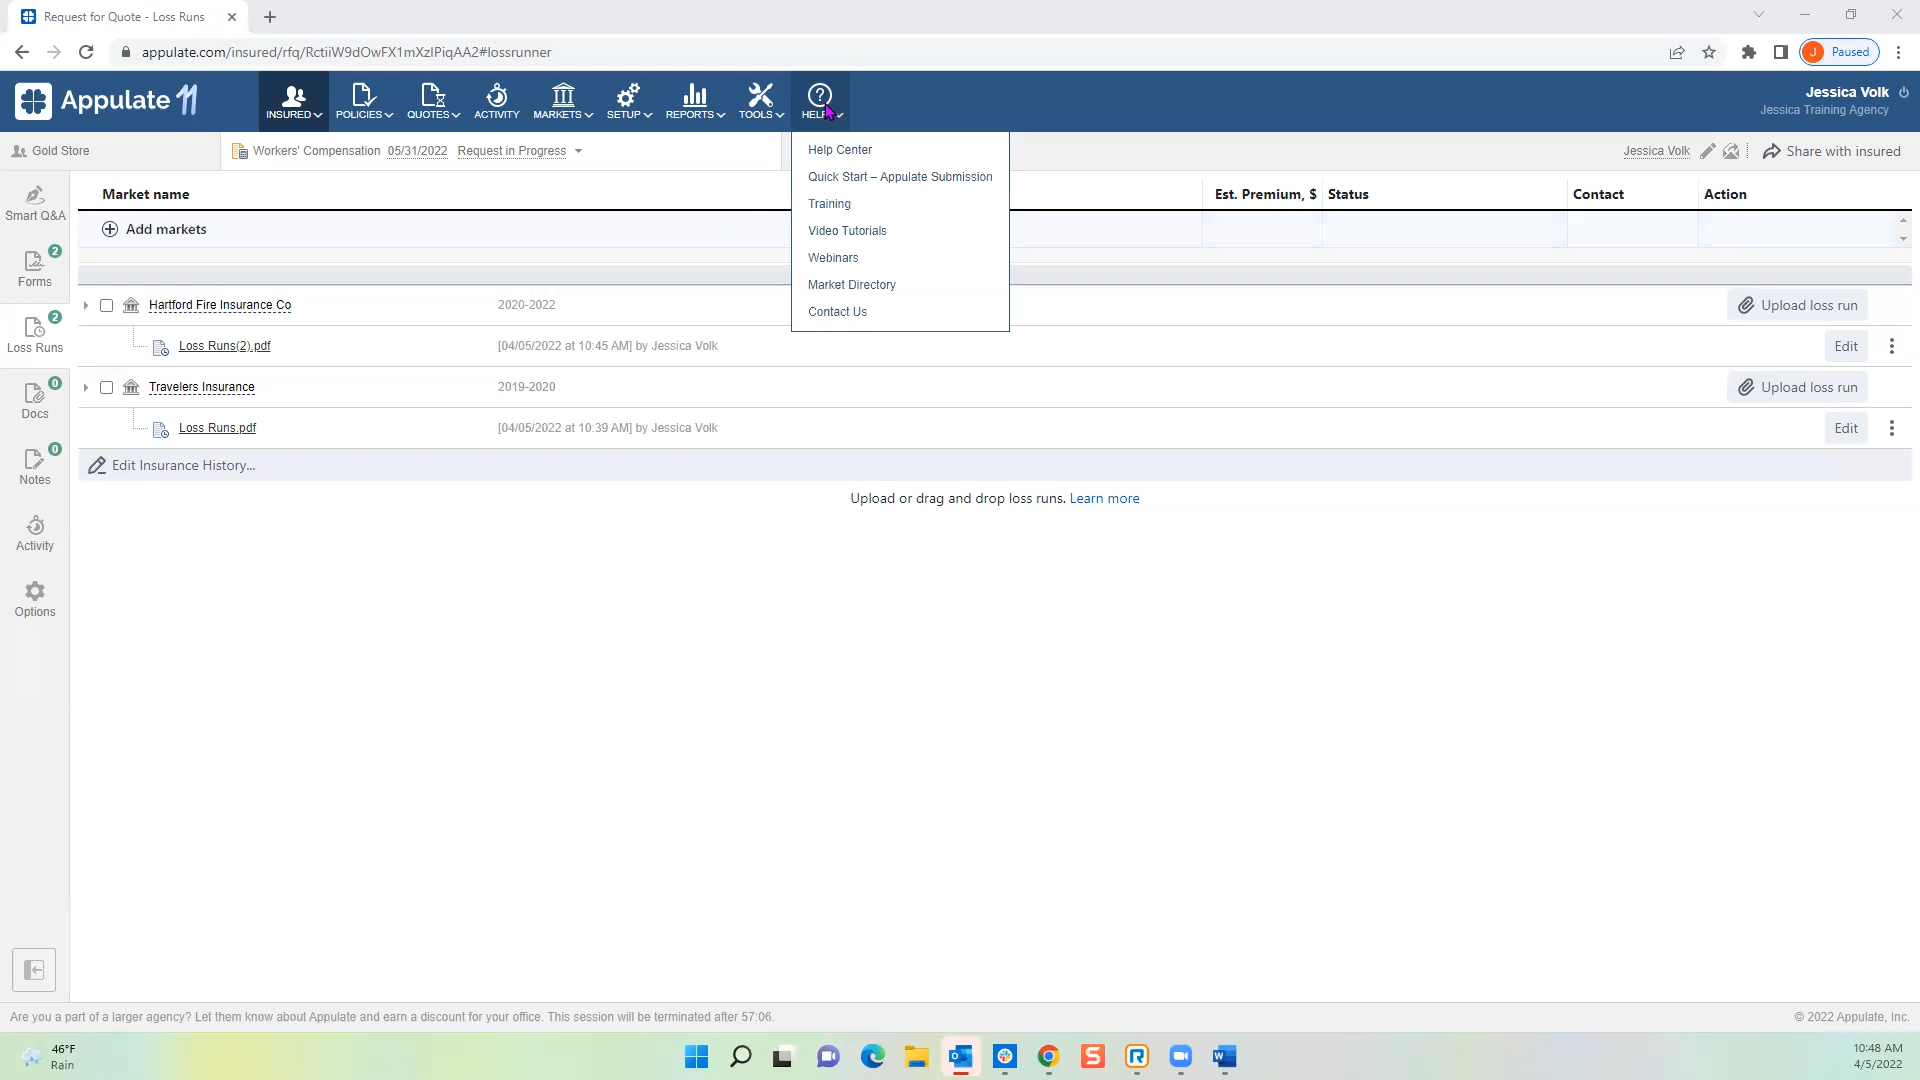 Request for Quote - Loss Runs
appulate.com/insured/rfq/RctiiW9dOwFX1mXzIPiqAA2#lossrunner
J Paused
Appulate 11
INSURED POLICIES QUOTES ACTIVITY MARKETS SETUP REPORTS TOOLS HELP
Jessica Volk
Jessica Training Agency
Gold Store
Workers' Compensation 05/31/2022 Request in Progress
Jessica Volk
Share with insured
Help Center
Quick Start – Appulate Submission
Training
Video Tutorials
Webinars
Market Directory
Contact Us
Smart Q&A
2
Forms
2
Loss Runs
0
Docs
0
Notes
Activity
Options
Market name Est. Premium, $ Status Contact Action
Add markets
Hartford Fire Insurance Co 2020-2022 Upload loss run
Loss Runs(2).pdf [04/05/2022 at 10:45 AM] by Jessica Volk Edit
Travelers Insurance 2019-2020 Upload loss run
Loss Runs.pdf [04/05/2022 at 10:39 AM] by Jessica Volk Edit
Edit Insurance History...
Upload or drag and drop loss runs. Learn more
Are you a part of a larger agency? Let them know about Appulate and earn a discount for your office. This session will be terminated after 57:06.
© 2022 Appulate, Inc.
46°F
Rain
S
R
W
10:48 AM
4/5/2022